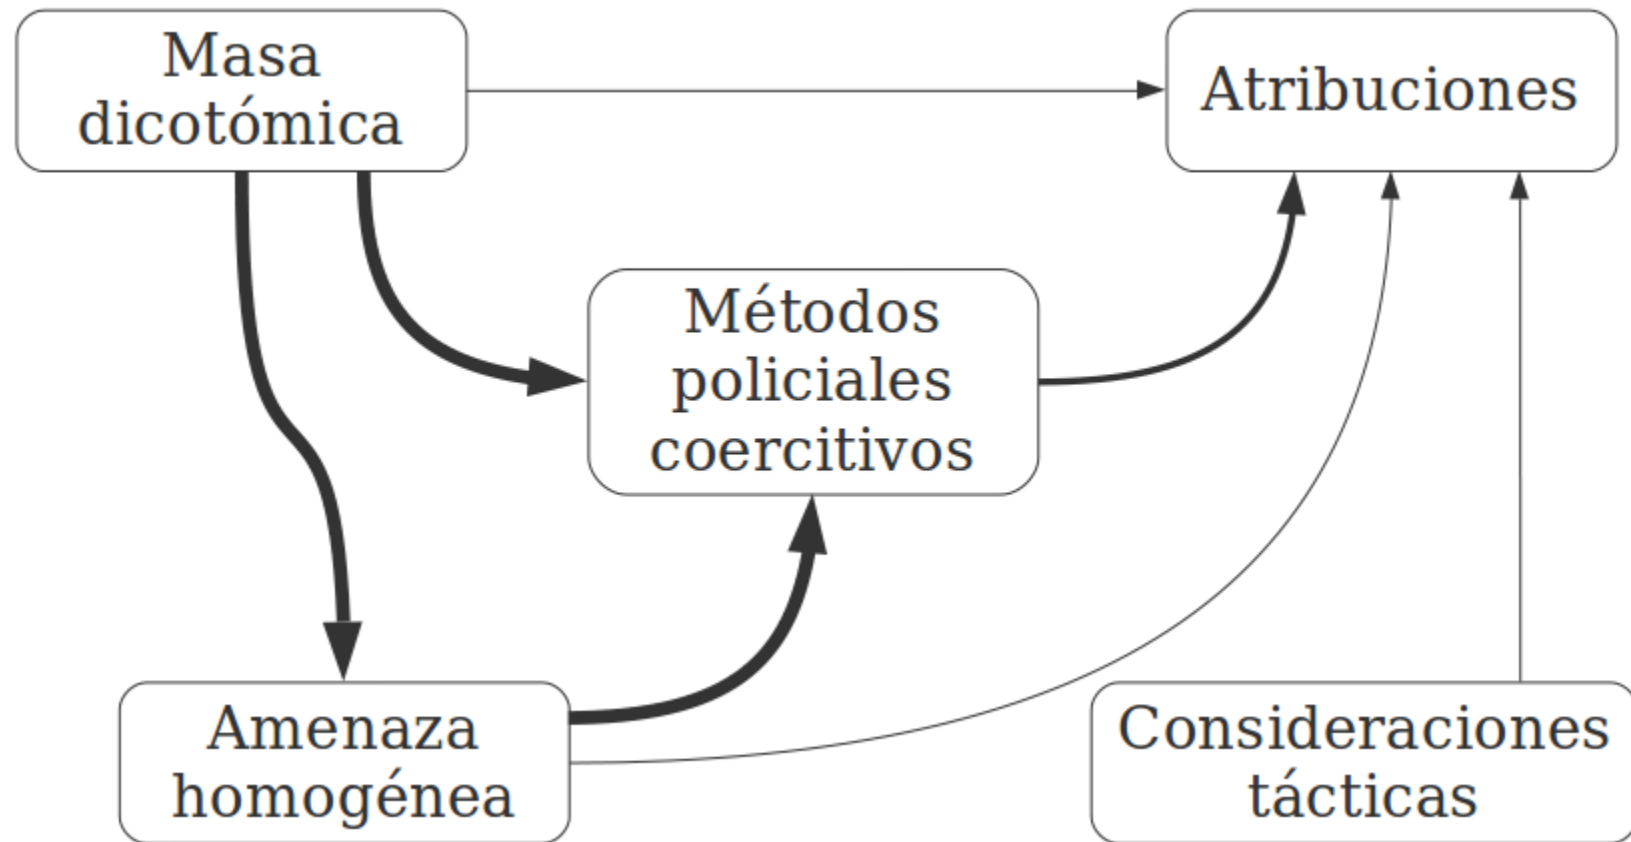 Masa
dicotómica
Atribuciones
Métodos
policiales
coercitivos
Amenaza
homogénea
Consideraciones
tácticas